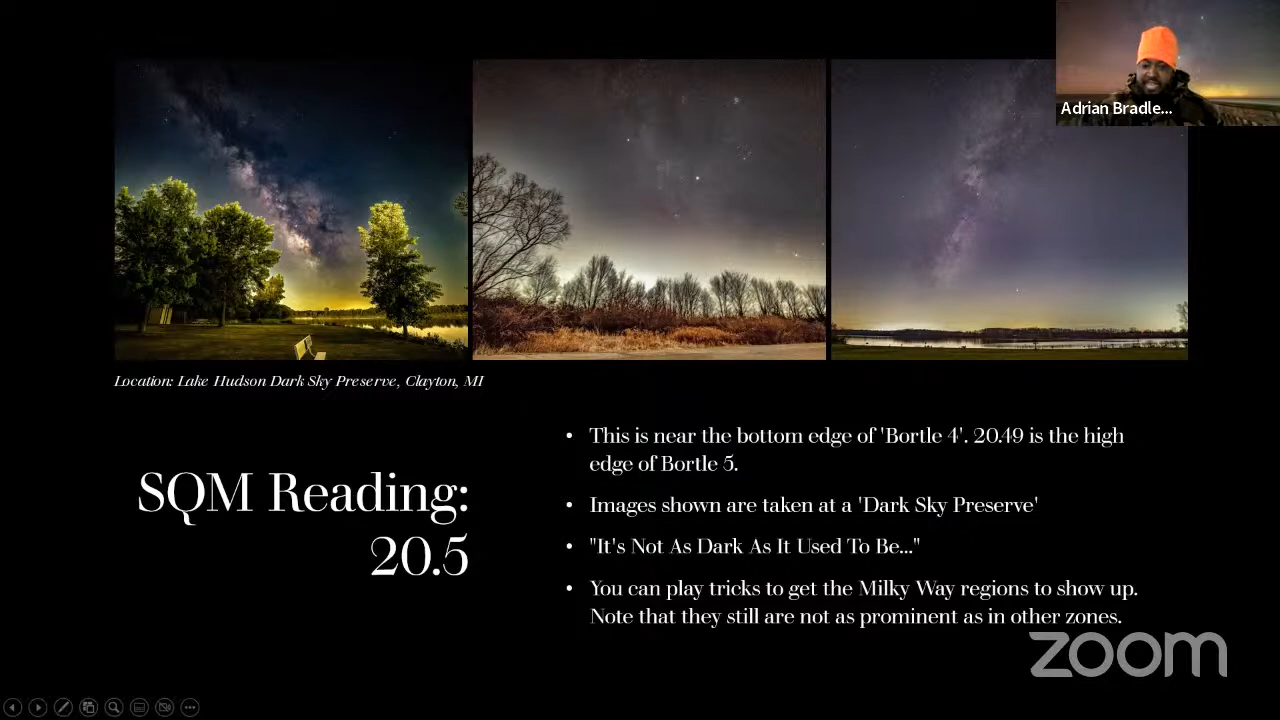 Adrian Bradle...
Location: Lake Hudson Dark Sky Preserve, Clayton, MI
SQM Reading:
20.5
• This is near the bottom edge of 'Bortle 4'. 20.49 is the high
edge of Bortle 5.
• Images shown are taken at a 'Dark Sky Preserve'
• "It's Not As Dark As It Used To Be..."
• You can play tricks to get the Milky Way regions to show up.
Note that they still are not as prominent as in other zones.
zoom